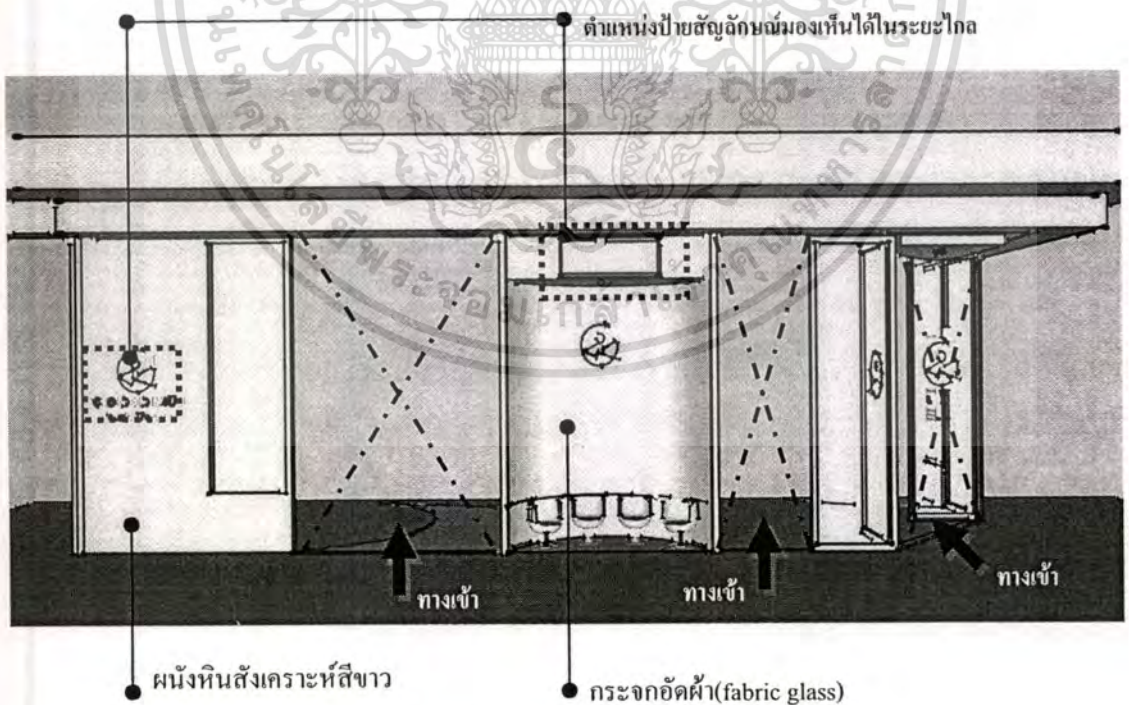 ตำแหน่งป้ายสัญลักษณ์มองเห็นได้ในระยะไกล
ทางเข้า
ทางเข้า
ทางเข้า
ผนังหินสังเคราะห์สีขาว
กระจกอัดผ้า(fabric glass)